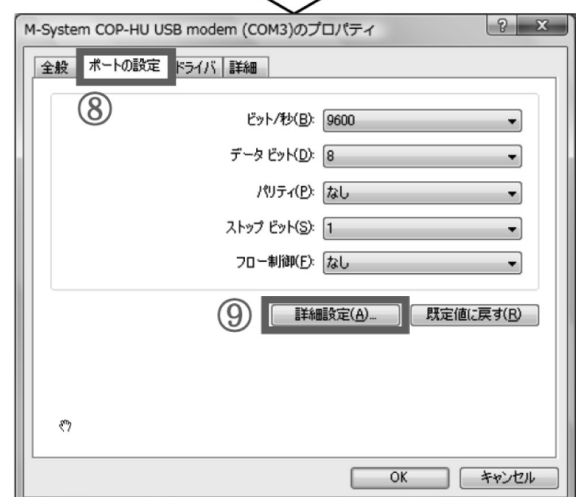 M-System COP-HU USB modem (COM3)のプロパティ
全般 ポートの設定 ドライバ 詳細
⑧
ビット/秒(B): 9600
データ ビット(D): 8
パリティ(P): なし
ストップ ビット(S): 1
フロー制御(F): なし
⑨ 詳細設定(A)... 既定値に戻す(R)
OK キャンセル